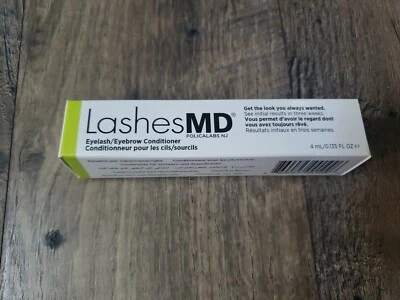 LashesMD®
FOLICALABS NJ
Eyelash/Eyebrow Conditioner
Conditionneur pour les cils/sourcils
Get the look you always wanted.
See initial results in three weeks.
Vous permet d'avoir le regard dont
vous avez toujours rêvé.
Résultats initiaux en trois semaines.
4 mL/0.135 FL OZ ℮